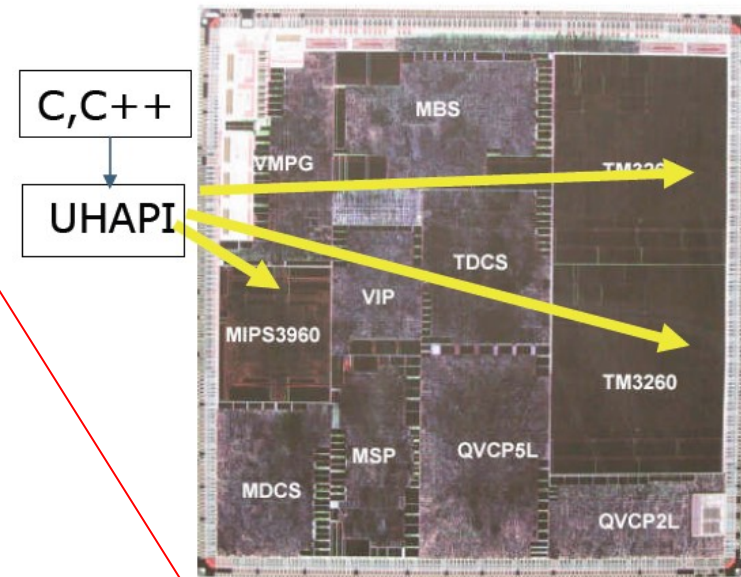 C,C++
MBS
VMPG
UHAPI
TDCS
VIP
MIPS3960
TM3260
MSP
QVCP5L
MDCS
QVCP2L